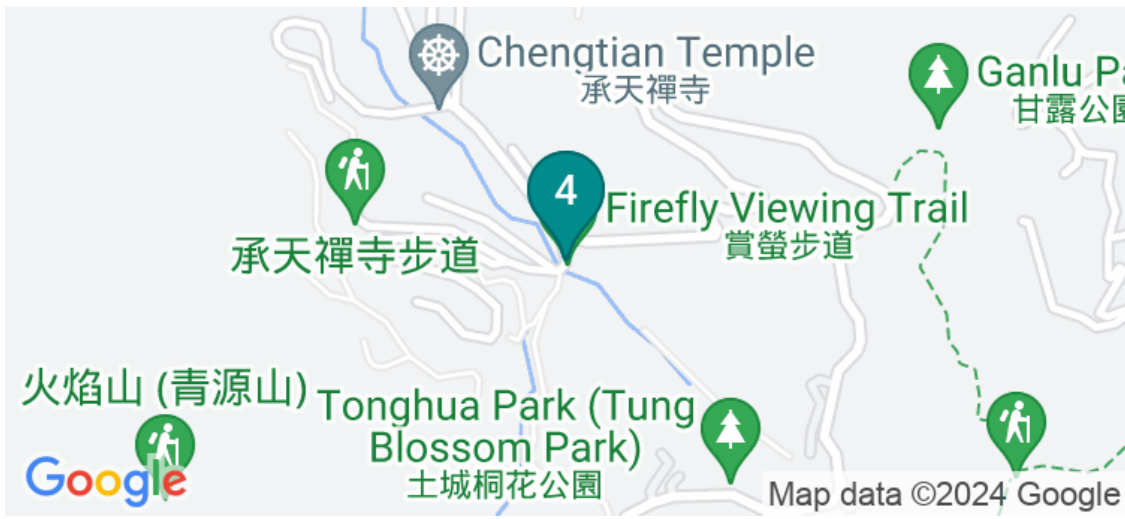 Chengtian Temple
承天禪寺
Ganlu Pa
甘露公園
4
Firefly Viewing Trail
賞螢步道
承天禪寺步道
火焰山 (青源山)
Tonghua Park (Tung
Blossom Park)
土城桐花公園
Google
Map data ©2024 Google